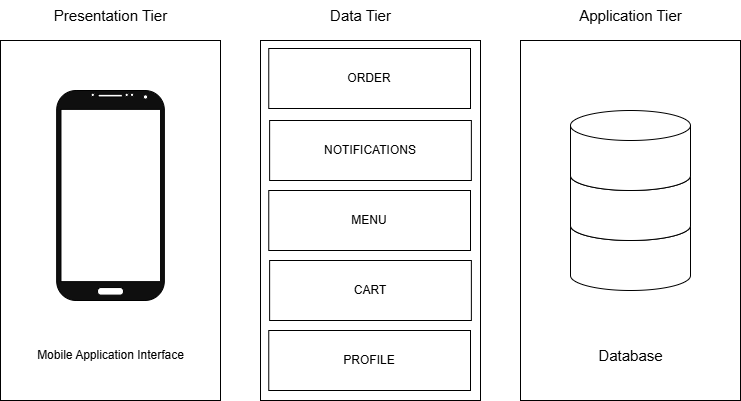 Presentation Tier
Data Tier
Application Tier
ORDER
NOTIFICATIONS
MENU
CART
PROFILE
Mobile Application Interface
Database